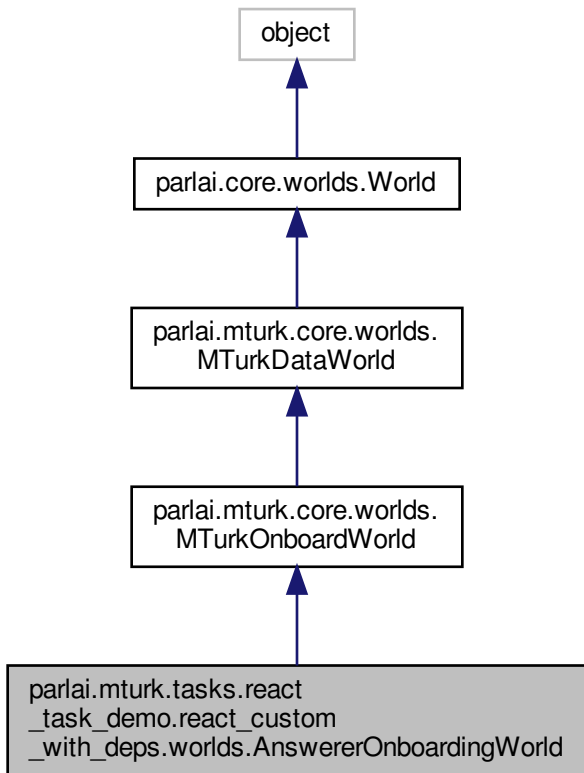 object
parlai.core.worlds.World
parlai.mturk.core.worlds.
MTurkDataWorld
parlai.mturk.core.worlds.
MTurkOnboardWorld
parlai.mturk.tasks.react
_task_demo.react_custom
_with_deps.worlds.AnswererOnboardingWorld